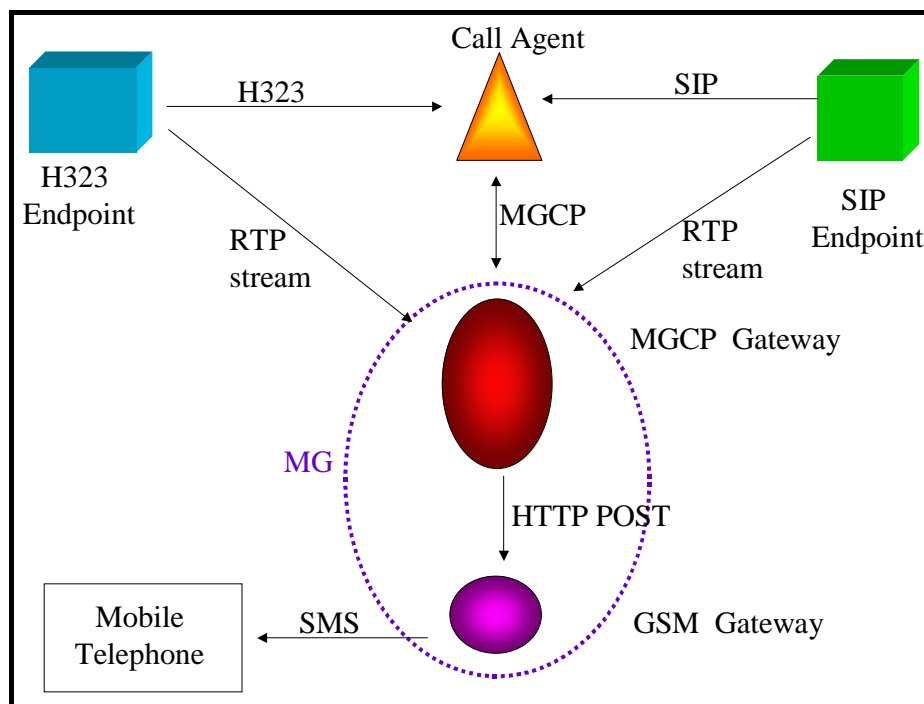 Call Agent
H323
SIP
H323
Endpoint
MGCP
SIP
Endpoint
RTP
stream
RTP
stream
MGCP Gateway
MG
HTTP POST
Mobile
Telephone
SMS
GSM Gateway